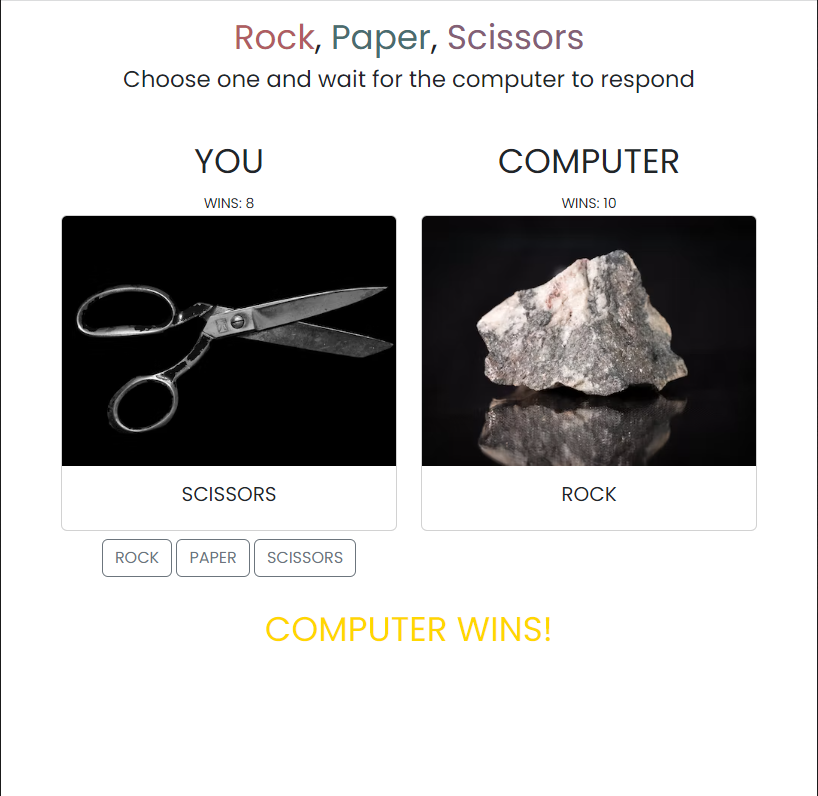 Rock, Paper, Scissors
Choose one and wait for the computer to respond
YOU
WINS: 8
SCISSORS
ROCK PAPER SCISSORS
COMPUTER
WINS: 10
ROCK
COMPUTER WINS!